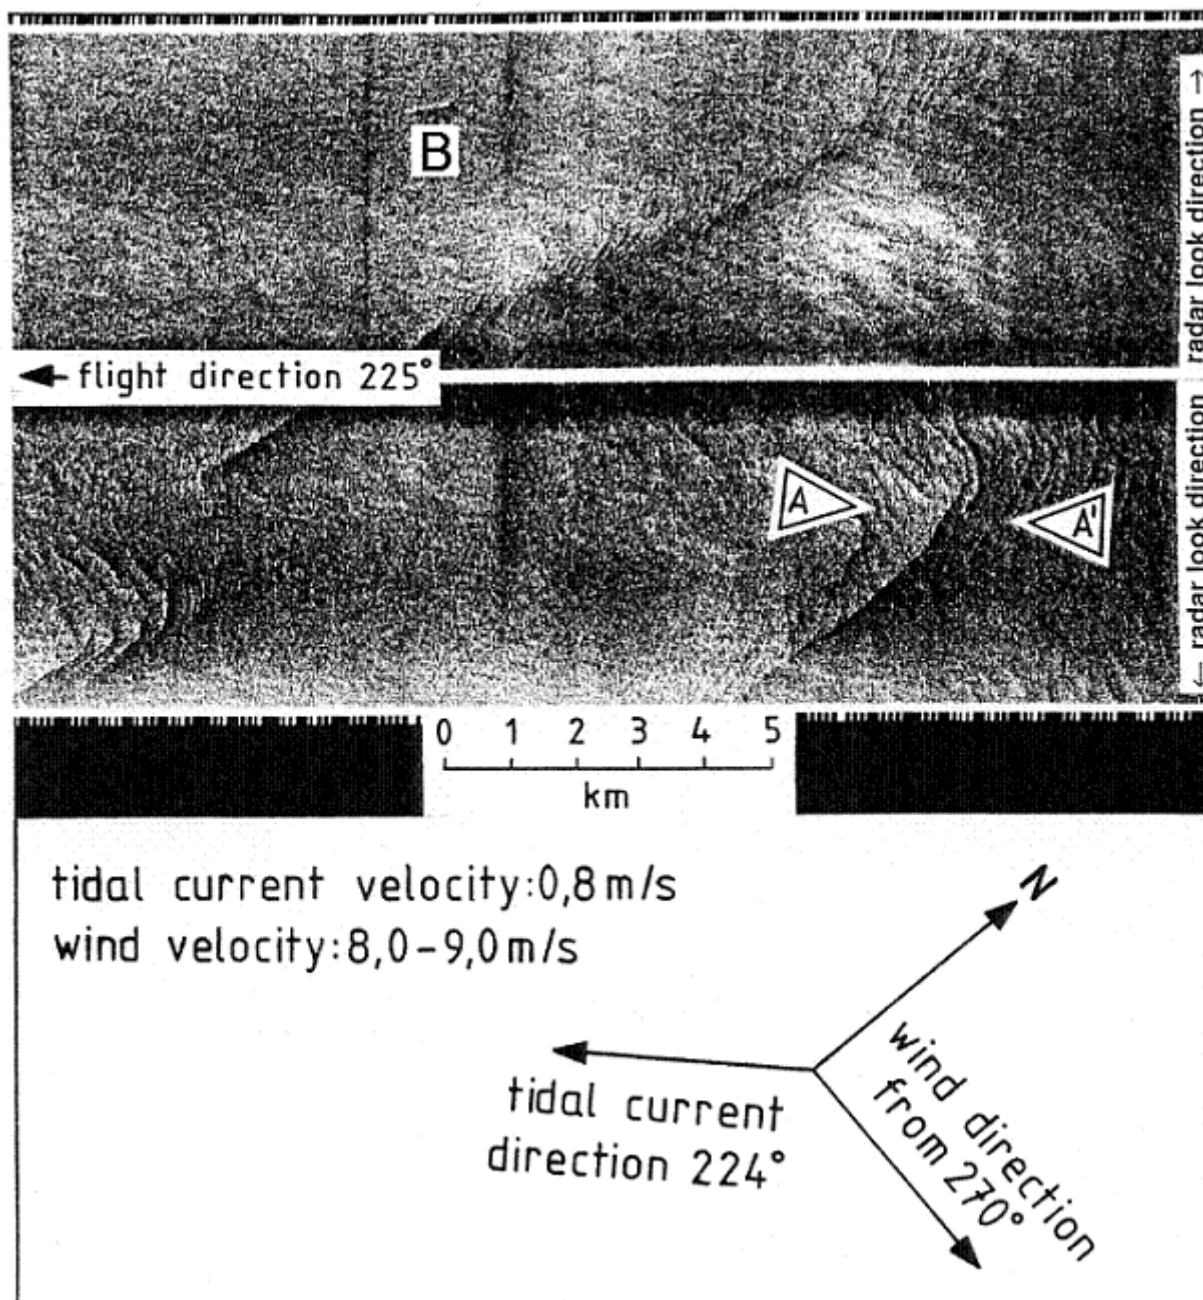 B
radar look direction →
← flight direction 225°
A
A'
← radar look direction
0 1 2 3 4 5
km
tidal current velocity:0,8 m/s
wind velocity:8,0-9,0 m/s
N
wind direction
from 270°
tidal current
direction 224°